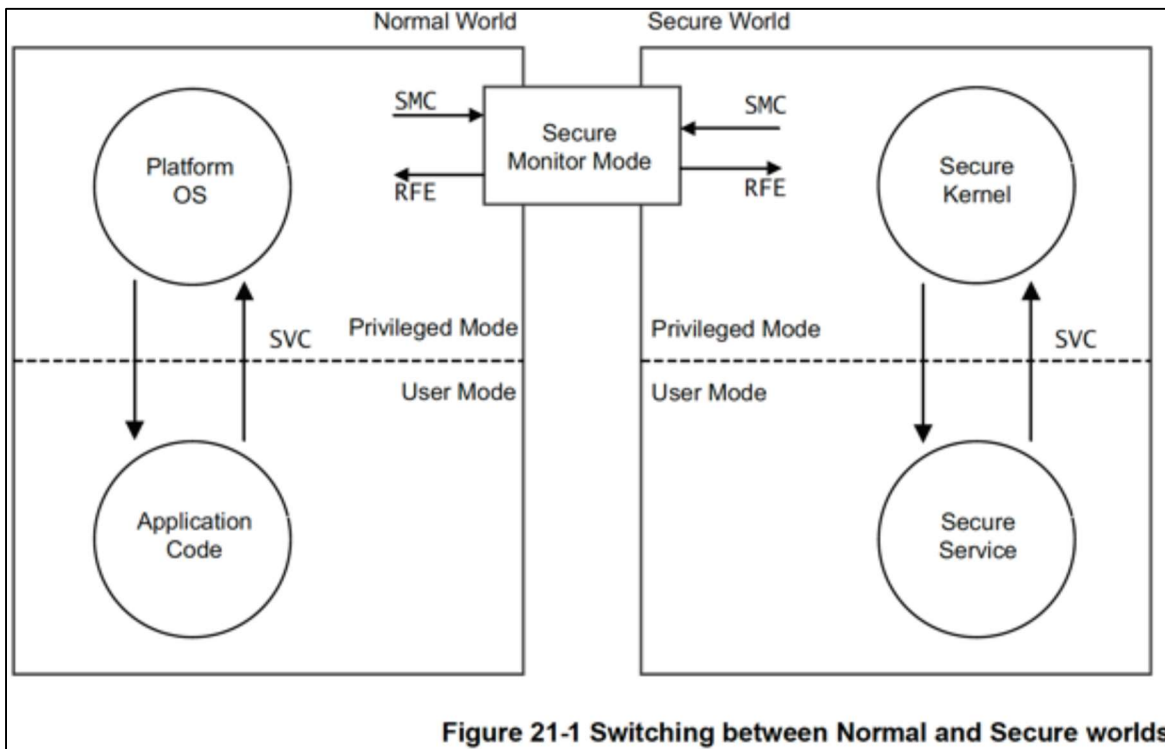 Normal World
Secure World
SMC
SMC
Secure
Monitor Mode
RFE
RFE
Platform
OS
Secure
Kernel
SVC
Privileged Mode
Privileged Mode
SVC
User Mode
User Mode
Application
Code
Secure
Service
Figure 21-1 Switching between Normal and Secure worlds